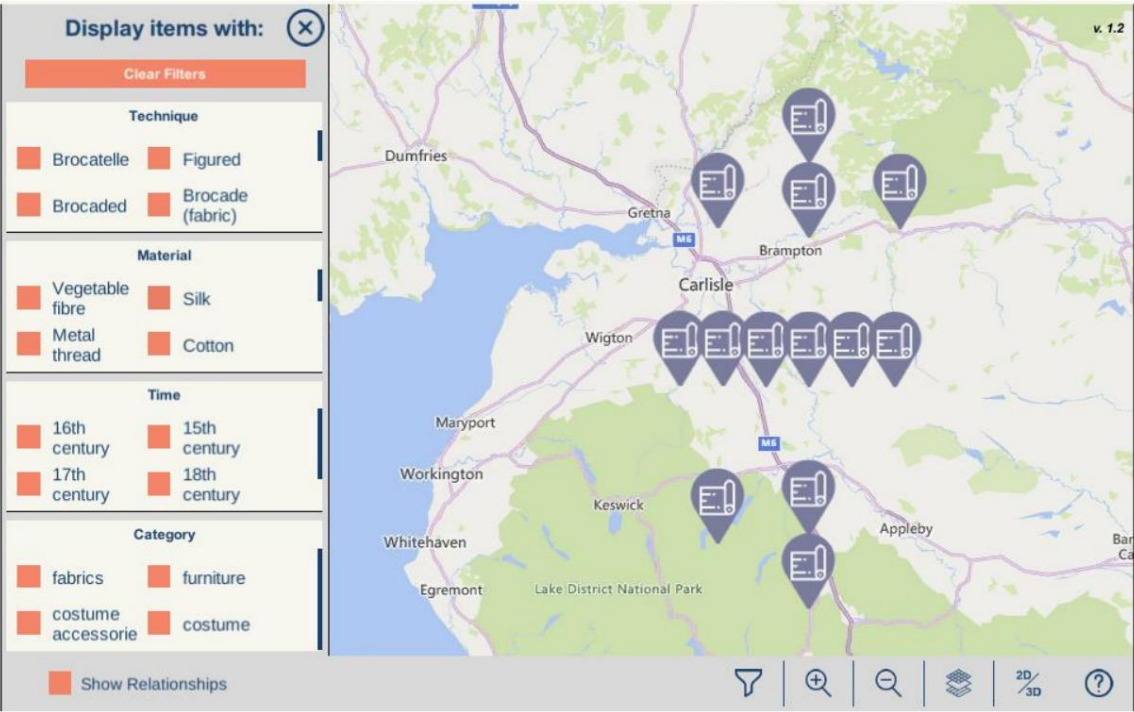 Display items with:
Clear Filters
Technique
Brocatelle
Figured
Brocaded
Brocade
(fabric)
Material
Vegetable
fibre
Silk
Metal
thread
Cotton
Time
16th
century
15th
century
17th
century
18th
century
Category
fabrics
furniture
costume
accessorie
costume
Show Relationships
v. 1.2
Dumfries
Gretna
M6
Brampton
Carlisle
Wigton
Maryport
M6
Workington
Keswick
Appleby
Whitehaven
Bar
Ca
Egremont
Lake District National Park
2D/3D
?